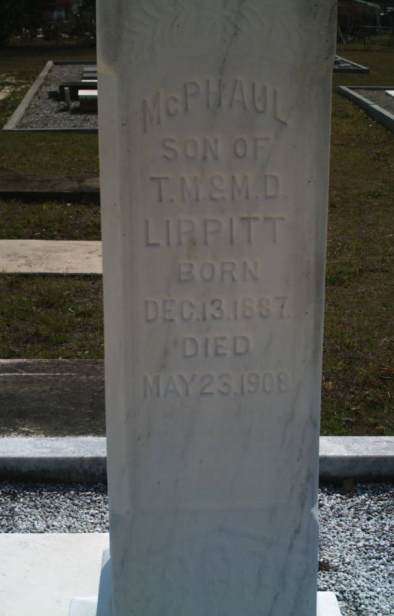 McPHAUL
SON OF
T.M.&M.D.
LIPPITT
BORN
DEC.13.1887.
DIED
MAY 23.1908